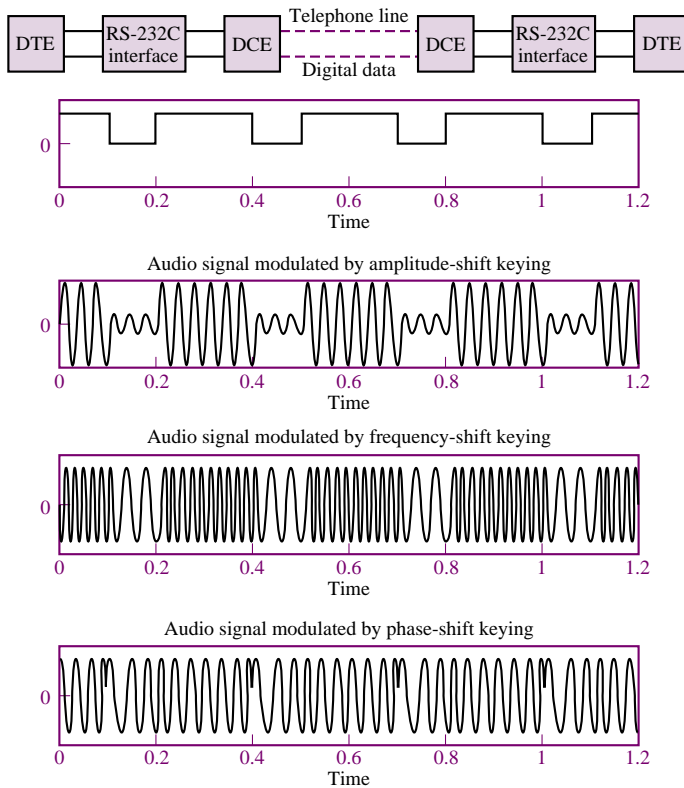 Telephone line
DTE
RS-232C
interface
DCE
DCE
RS-232C
interface
DTE
Digital data
0
0 0.2 0.4 0.6 0.8 1 1.2
Time
Audio signal modulated by amplitude-shift keying
0
0 0.2 0.4 0.6 0.8 1 1.2
Time
Audio signal modulated by frequency-shift keying
0
0 0.2 0.4 0.6 0.8 1 1.2
Time
Audio signal modulated by phase-shift keying
0
0 0.2 0.4 0.6 0.8 1 1.2
Time